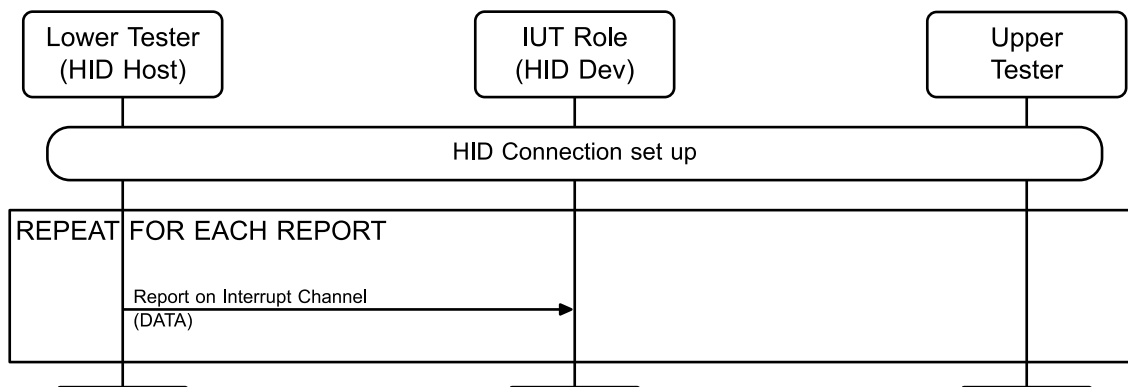 Lower Tester
(HID Host)
IUT Role
(HID Dev)
Upper
Tester
HID Connection set up
REPEAT FOR EACH REPORT
Report on Interrupt Channel
(DATA)